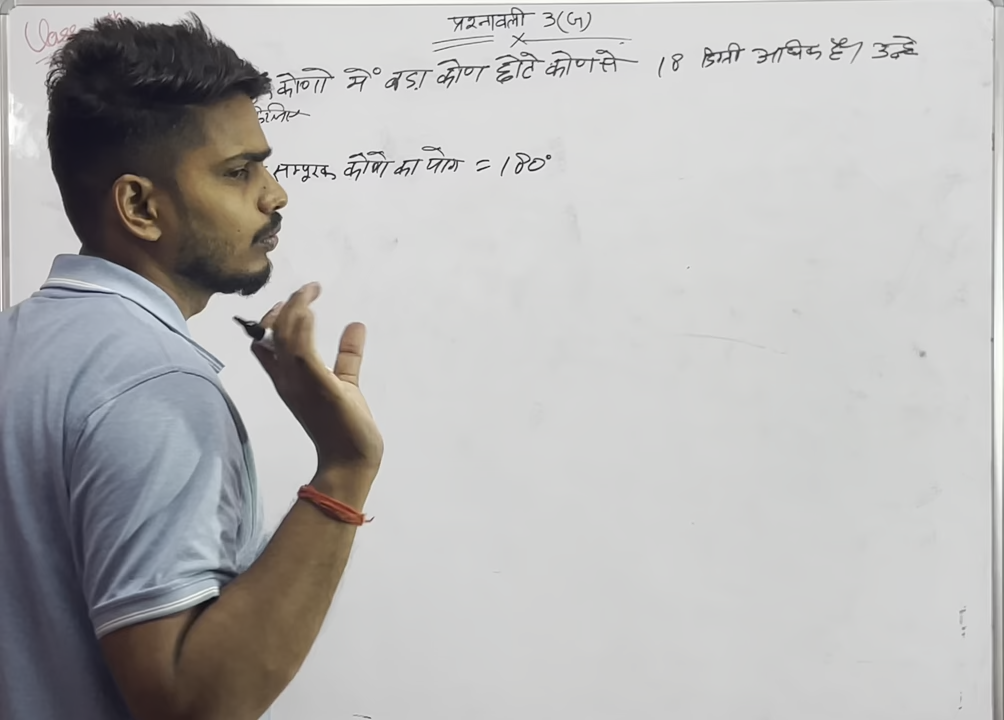 प्रश्नावली 3(G)
कोणो में बड़ा कोण छोटे कोण से 18 डिग्री अधिक है। उन्हे
सम्पूरक कोणो का योग = 180°